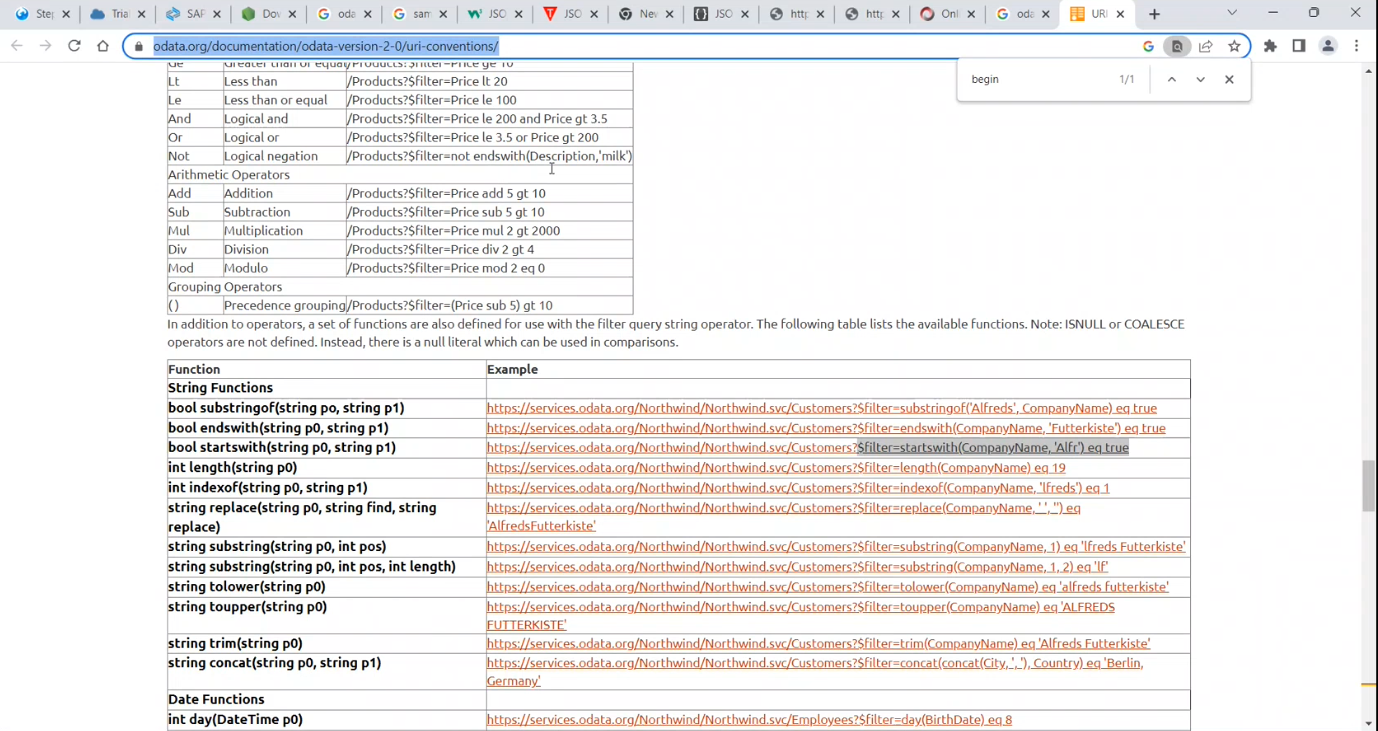 Step
Trial
SAP
Dov
oda
sam
JSO
JSO
Nev
JSO
http
http
Onl
oda
URI
odata.org/documentation/odata-version-2-0/uri-conventions/
begin 1/1
Ge Greater than or equal /Products?$filter=Price ge 10
Lt Less than /Products?$filter=Price lt 20
Le Less than or equal /Products?$filter=Price le 100
And Logical and /Products?$filter=Price le 200 and Price gt 3.5
Or Logical or /Products?$filter=Price le 3.5 or Price gt 200
Not Logical negation /Products?$filter=not endswith(Description,'milk')
Arithmetic Operators
Add Addition /Products?$filter=Price add 5 gt 10
Sub Subtraction /Products?$filter=Price sub 5 gt 10
Mul Multiplication /Products?$filter=Price mul 2 gt 2000
Div Division /Products?$filter=Price div 2 gt 4
Mod Modulo /Products?$filter=Price mod 2 eq 0
Grouping Operators
( ) Precedence grouping /Products?$filter=(Price sub 5) gt 10
In addition to operators, a set of functions are also defined for use with the filter query string operator. The following table lists the available functions. Note: ISNULL or COALESCE
operators are not defined. Instead, there is a null literal which can be used in comparisons.
Function Example
String Functions
bool substringof(string po, string p1) https://services.odata.org/Northwind/Northwind.svc/Customers?$filter=substringof('Alfreds', CompanyName) eq true
bool endswith(string p0, string p1) https://services.odata.org/Northwind/Northwind.svc/Customers?$filter=endswith(CompanyName, 'Futterkiste') eq true
bool startswith(string p0, string p1) https://services.odata.org/Northwind/Northwind.svc/Customers?$filter=startswith(CompanyName, 'Alfr') eq true
int length(string p0) https://services.odata.org/Northwind/Northwind.svc/Customers?$filter=length(CompanyName) eq 19
int indexof(string p0, string p1) https://services.odata.org/Northwind/Northwind.svc/Customers?$filter=indexof(CompanyName, 'lfreds') eq 1
string replace(string p0, string find, string https://services.odata.org/Northwind/Northwind.svc/Customers?$filter=replace(CompanyName, ' ', '') eq
replace) 'AlfredsFutterkiste'
string substring(string p0, int pos) https://services.odata.org/Northwind/Northwind.svc/Customers?$filter=substring(CompanyName, 1) eq 'lfreds Futterkiste'
string substring(string p0, int pos, int length) https://services.odata.org/Northwind/Northwind.svc/Customers?$filter=substring(CompanyName, 1, 2) eq 'lf'
string tolower(string p0) https://services.odata.org/Northwind/Northwind.svc/Customers?$filter=tolower(CompanyName) eq 'alfreds futterkiste'
string toupper(string p0) https://services.odata.org/Northwind/Northwind.svc/Customers?$filter=toupper(CompanyName) eq 'ALFREDS
FUTTERKISTE'
string trim(string p0) https://services.odata.org/Northwind/Northwind.svc/Customers?$filter=trim(CompanyName) eq 'Alfreds Futterkiste'
string concat(string p0, string p1) https://services.odata.org/Northwind/Northwind.svc/Customers?$filter=concat(concat(City, ', '), Country) eq 'Berlin,
Germany'
Date Functions
int day(DateTime p0) https://services.odata.org/Northwind/Northwind.svc/Employees?$filter=day(BirthDate) eq 8